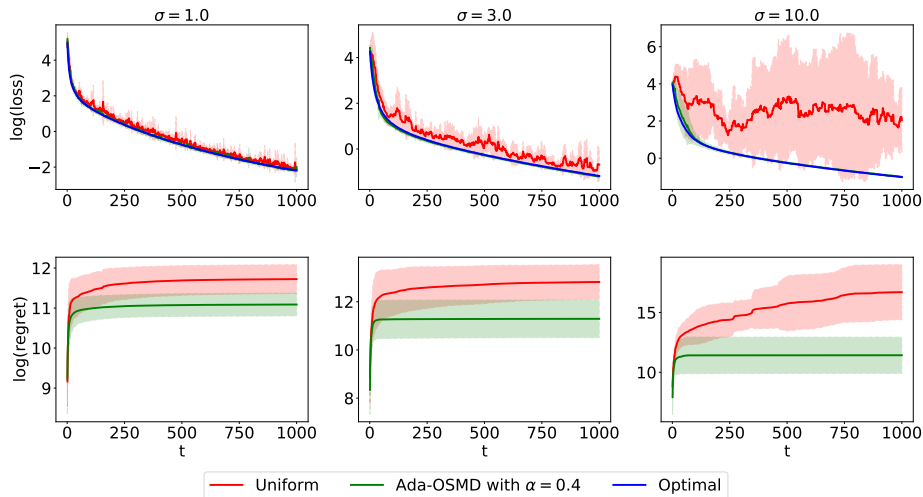 σ = 1.0
σ = 3.0
σ = 10.0
log(loss)
4
2
0
−2
0 250 500 750 1000
4
2
0
0 250 500 750 1000
6
4
2
0
0 250 500 750 1000
log(regret)
12
11
10
9
0 250 500 750 1000
t
12
10
8
0 250 500 750 1000
t
15
10
0 250 500 750 1000
t
Uniform
Ada-OSMD with α = 0.4
Optimal